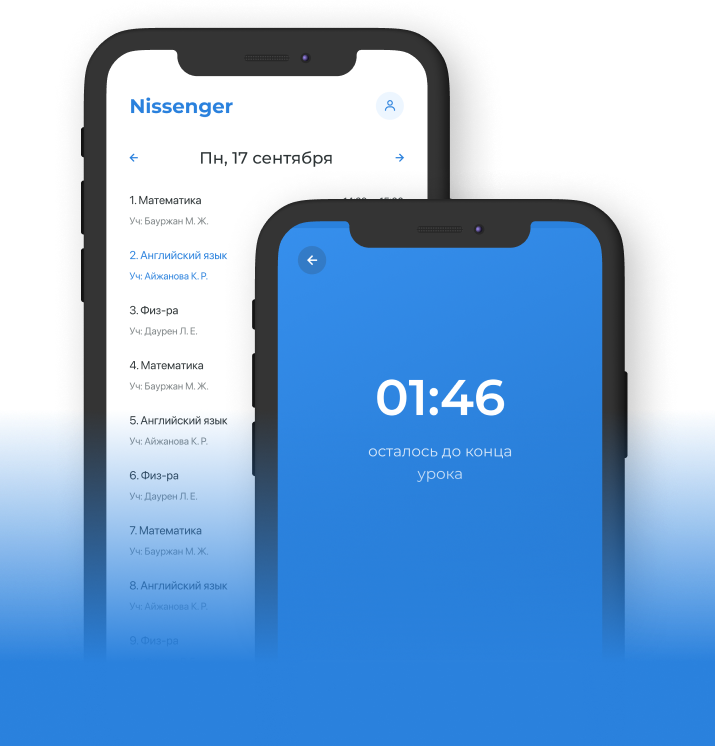 Nissenger
Пн, 17 сентября
1. Математика
Уч: Бауржан М. Ж.
2. Английский язык
Уч: Айжанова К. Р.
3. Физ-ра
Уч: Даурен Л. Е.
4. Математика
Уч: Бауржан М. Ж.
5. Английский язык
Уч: Айжанова К. Р.
6. Физ-ра
Уч: Даурен Л. Е.
7. Математика
Уч: Бауржан М. Ж.
8. Английский язык
Уч: Айжанова К. Р.
9. Физ-ра
01:46
осталось до конца
урока